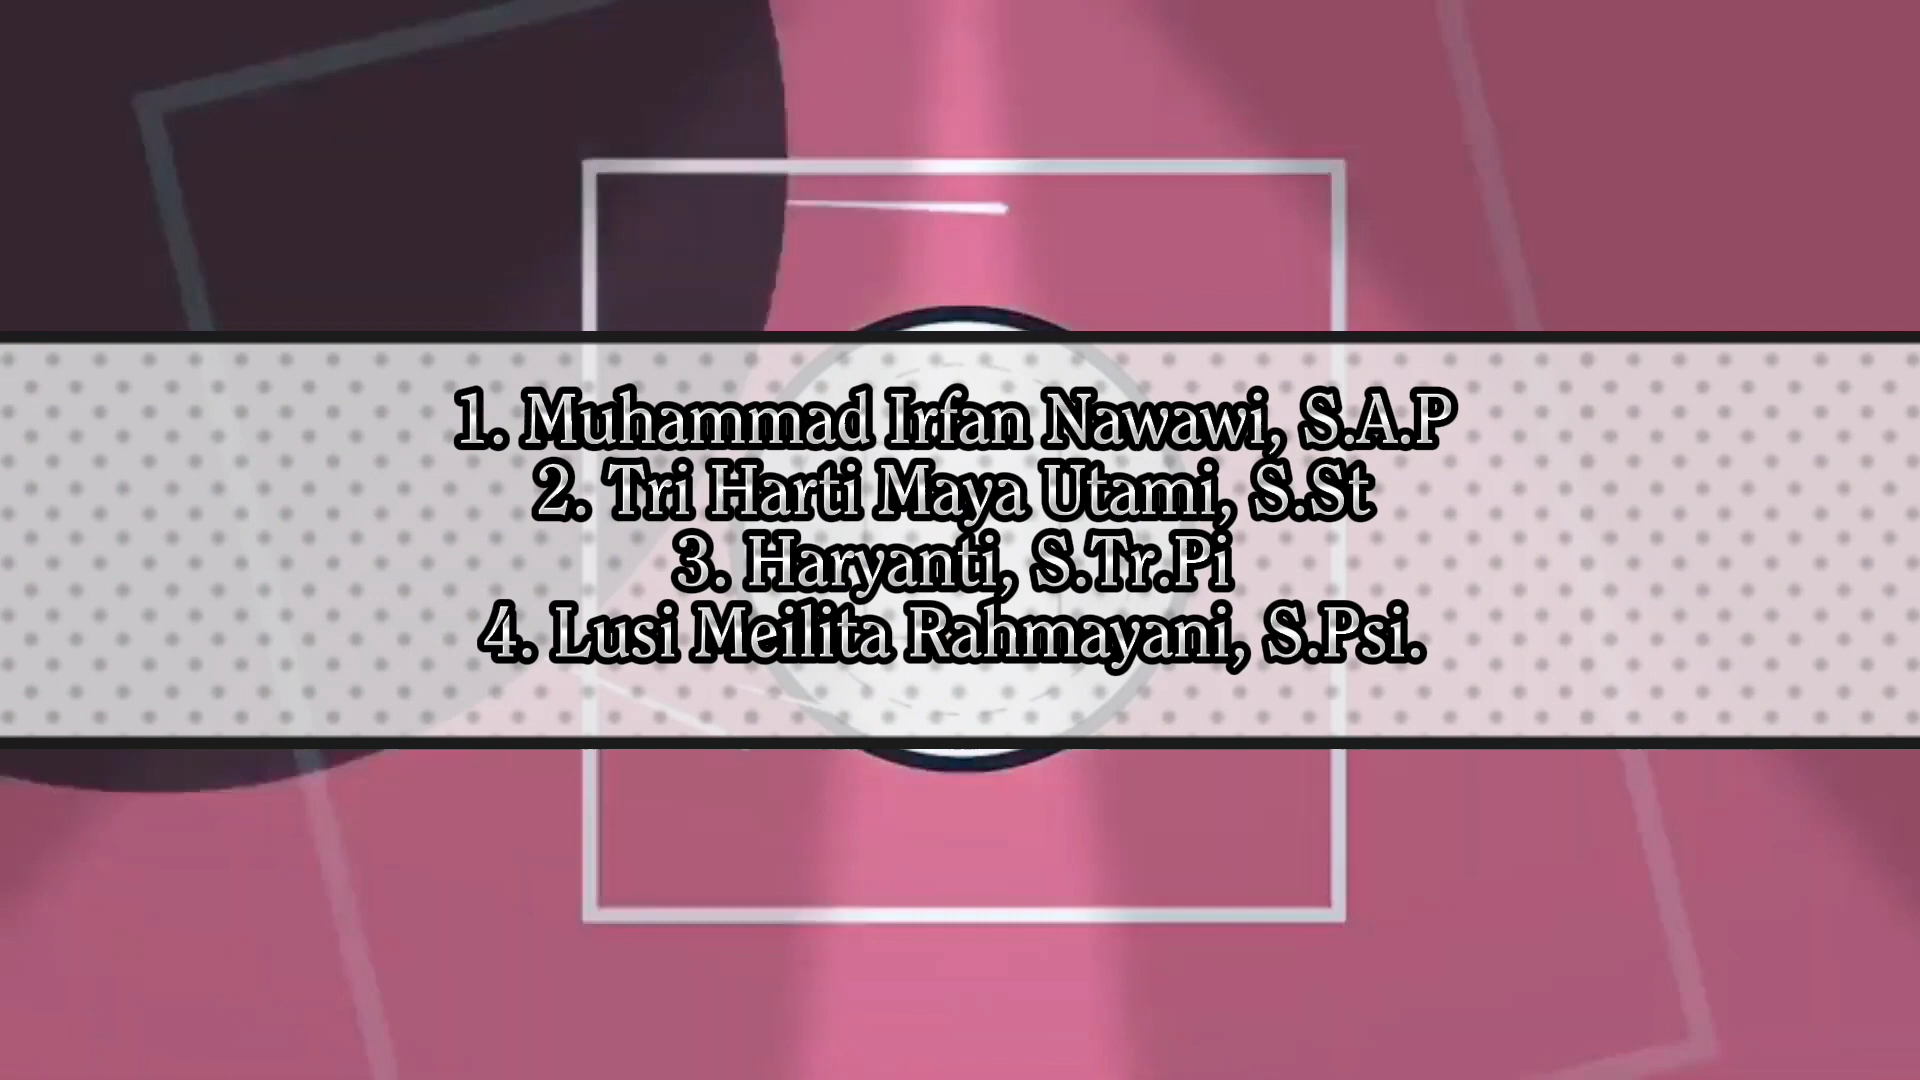 1. Muhammad Irfan Nawawi, S.A.P
2. Tri Harti Maya Utami, S.St
3. Haryanti, S.Tr.Pi
4. Lusi Meilita Rahmayani, S.Psi.